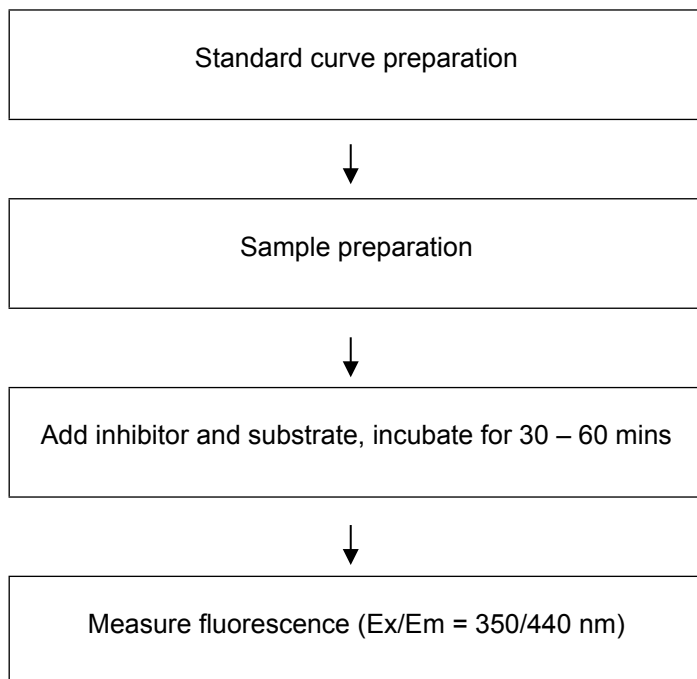 Standard curve preparation
Sample preparation
Add inhibitor and substrate, incubate for 30 – 60 mins
Measure fluorescence (Ex/Em = 350/440 nm)